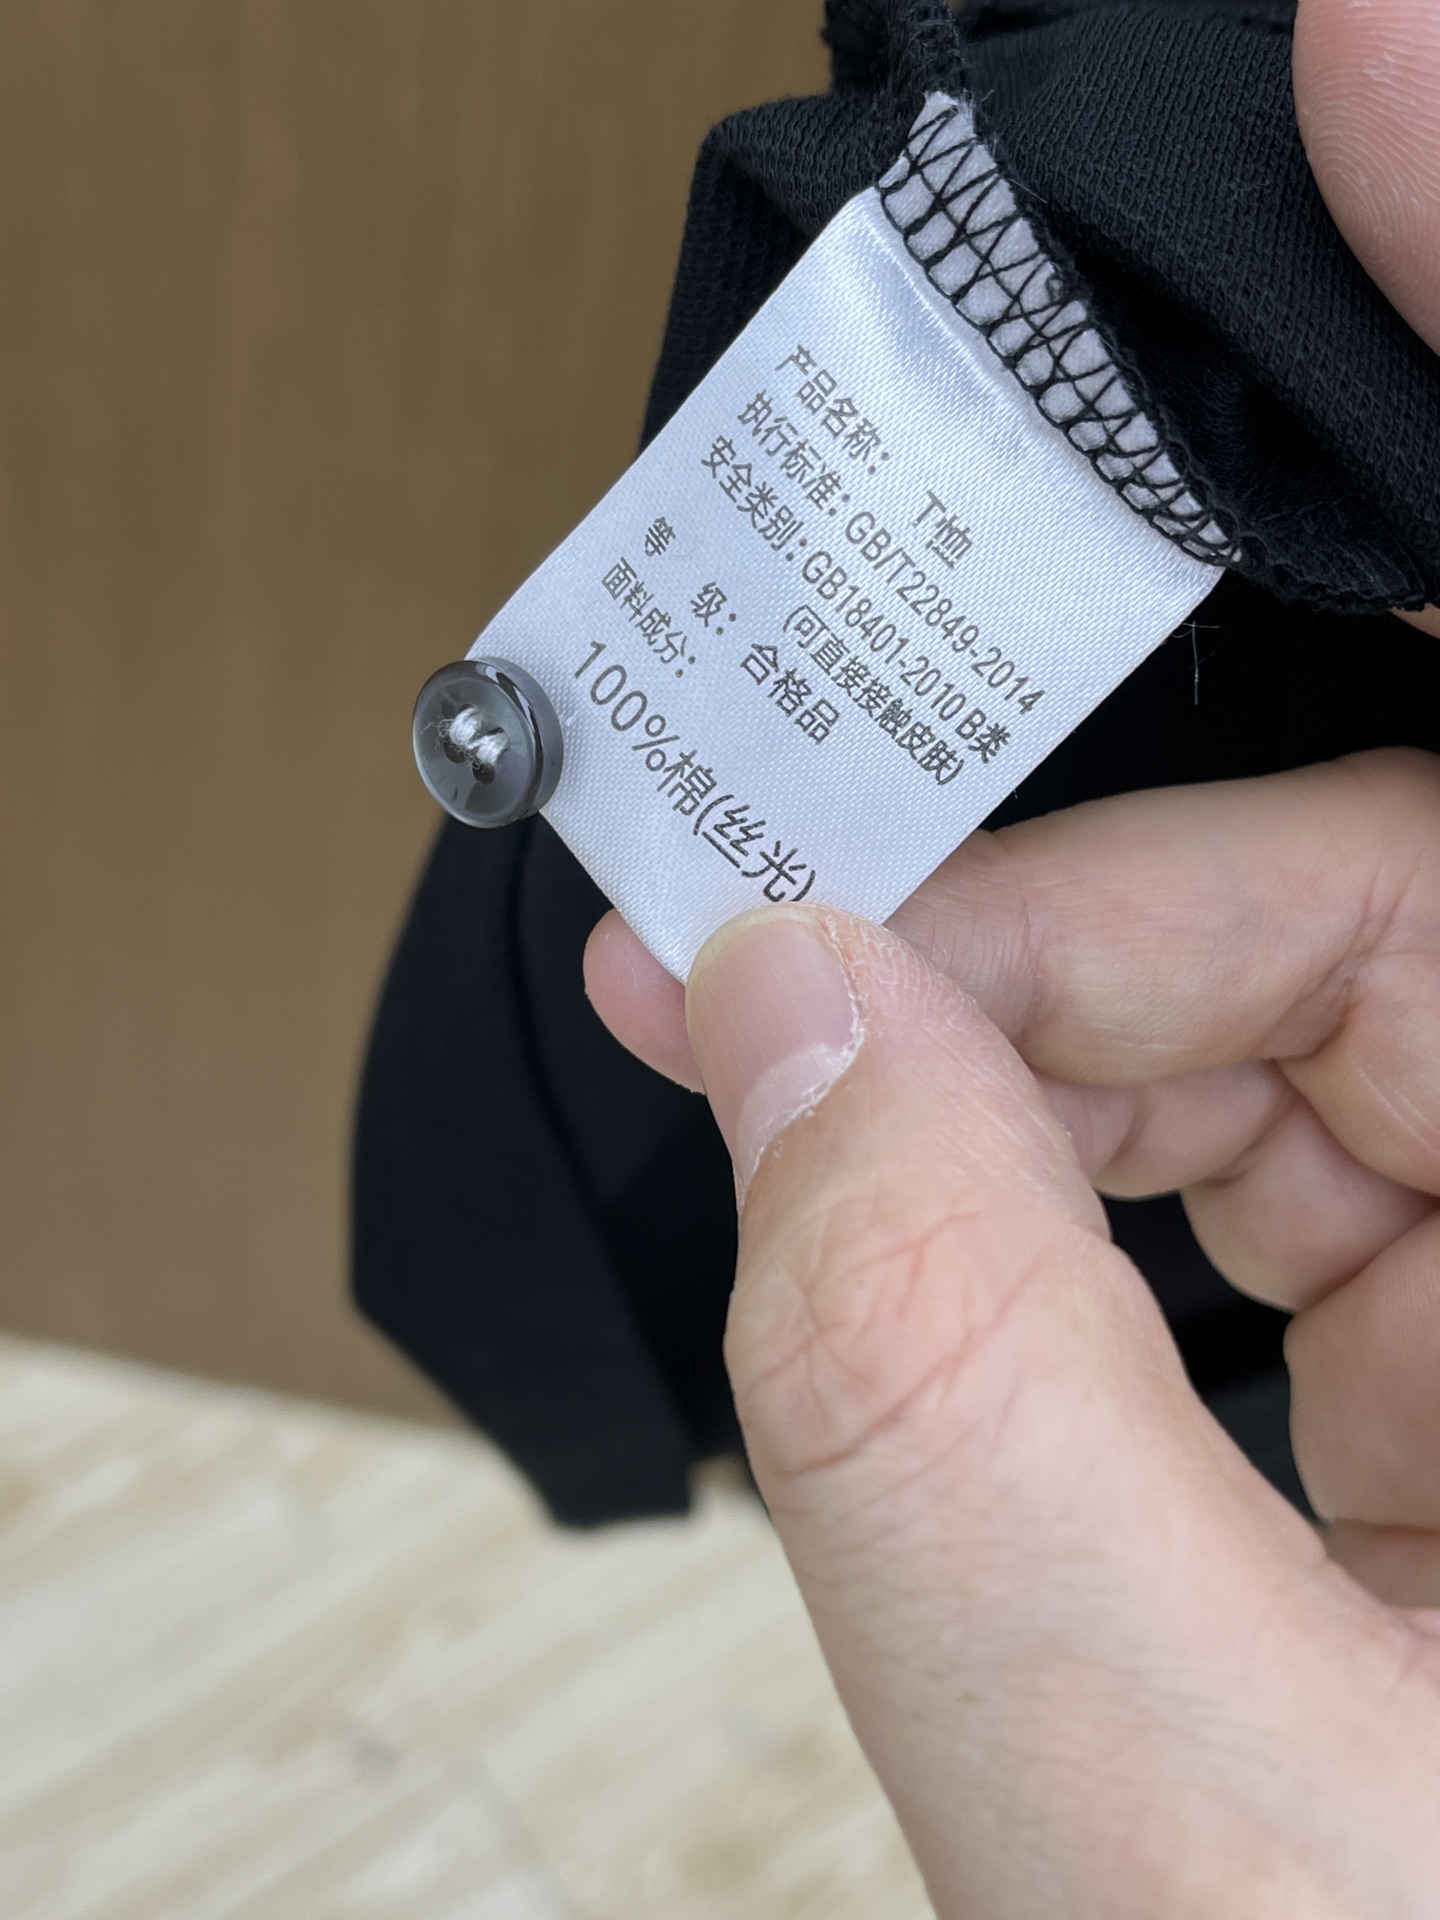 产品名称： T恤
执行标准：GB/T22849-2014
安全类别：GB18401-2010 B类
(可直接接触皮肤)
等 级： 合格品
面料成分：
100%棉(丝光)